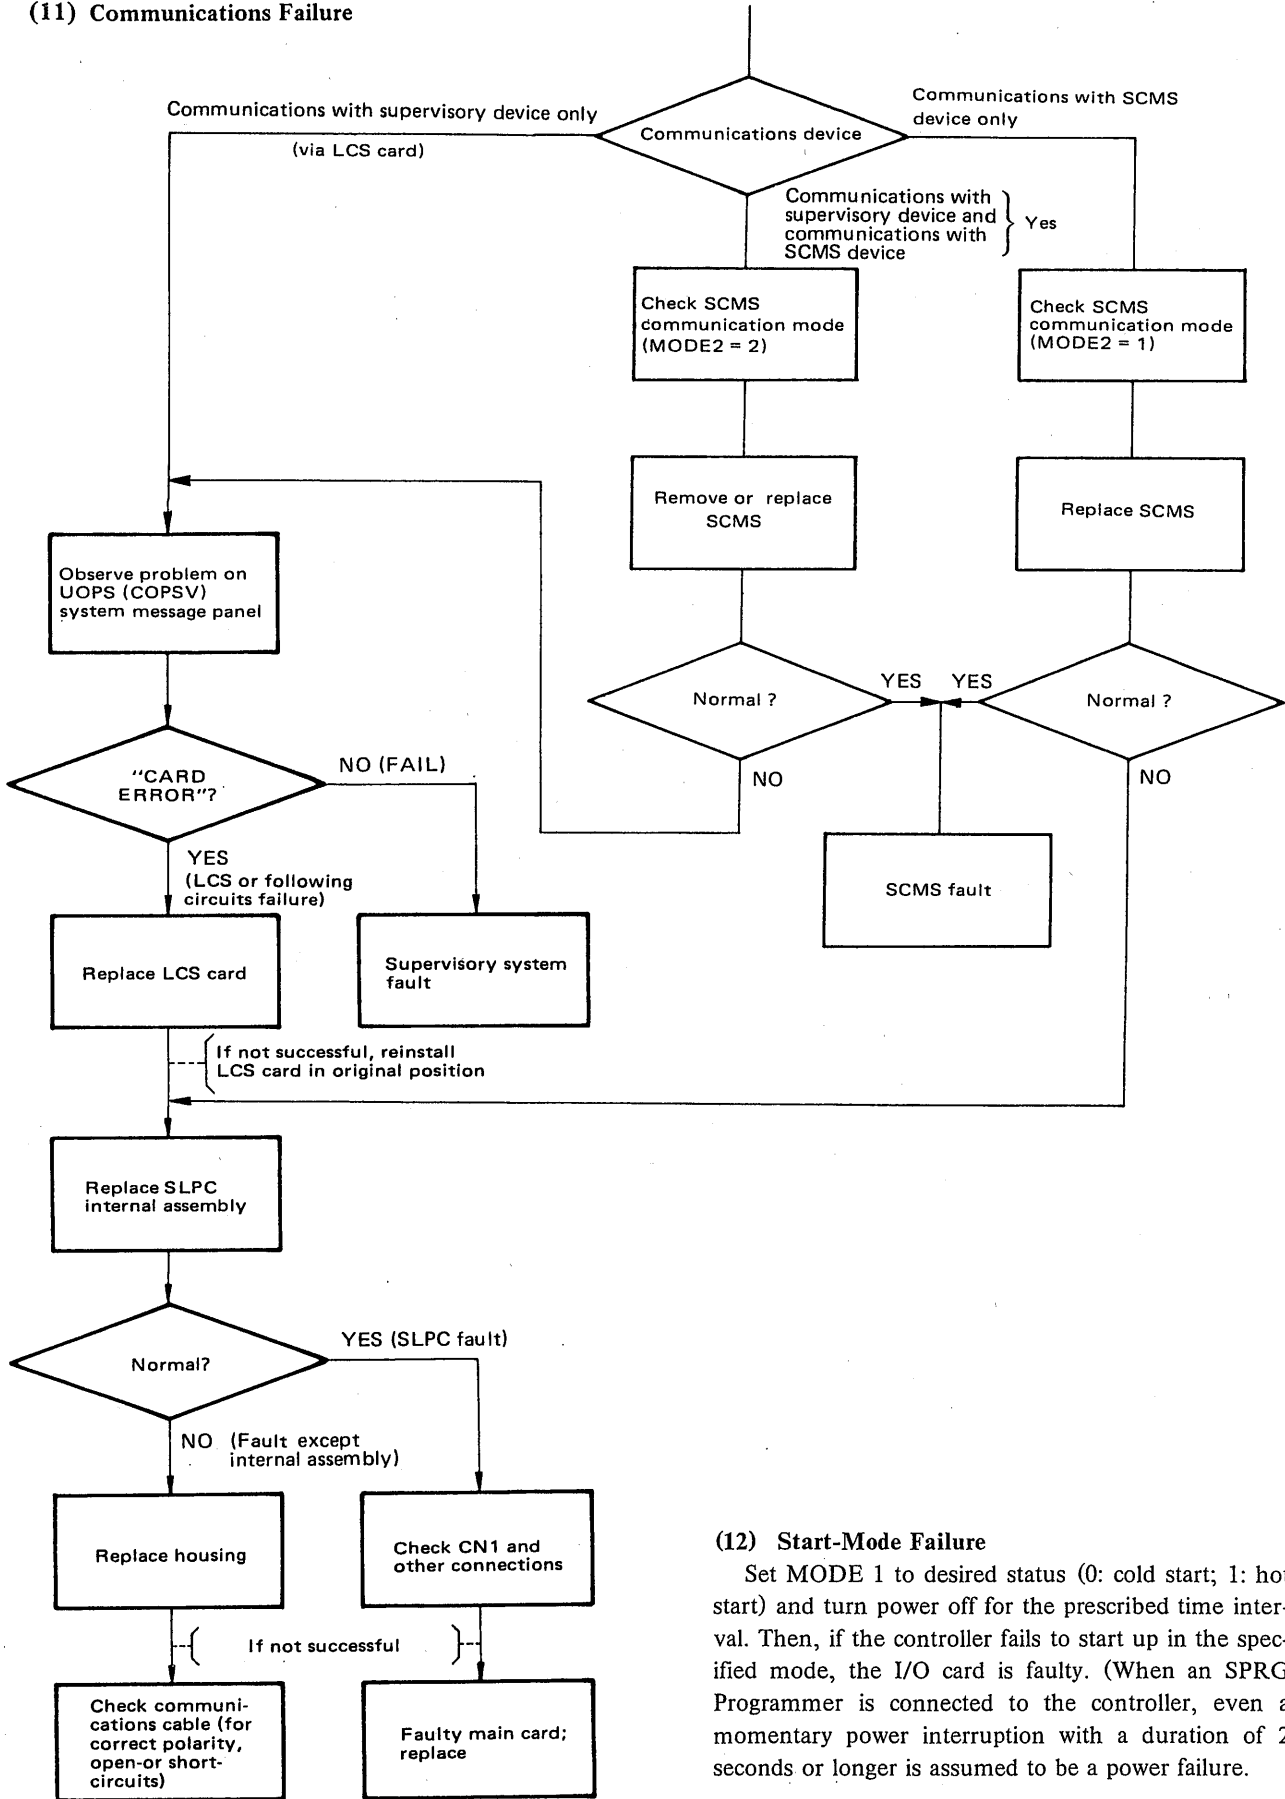 (11) Communications Failure
Communications with supervisory device only
(via LCS card)
Communications device
Communications with SCMS
device only
Communications with
supervisory device and
communications with
SCMS device
Yes
Check SCMS
communication mode
(MODE2 = 2)
Check SCMS
communication mode
(MODE2 = 1)
Remove or replace
SCMS
Replace SCMS
Observe problem on
UOPS (COPSV)
system message panel
Normal ?
YES
YES
Normal ?
NO
NO
"CARD
ERROR"?
NO (FAIL)
YES
(LCS or following
circuits failure)
SCMS fault
Replace LCS card
Supervisory system
fault
If not successful, reinstall
LCS card in original position
Replace SLPC
internal assembly
Normal?
YES (SLPC fault)
NO (Fault except
internal assembly)
Replace housing
Check CN1 and
other connections
If not successful
Check communi-
cations cable (for
correct polarity,
open-or short-
circuits)
Faulty main card;
replace
(12) Start-Mode Failure
Set MODE 1 to desired status (0: cold start; 1: hot
start) and turn power off for the prescribed time inter-
val. Then, if the controller fails to start up in the spec-
ified mode, the I/O card is faulty. (When an SPRG
Programmer is connected to the controller, even a
momentary power interruption with a duration of 2
seconds or longer is assumed to be a power failure.